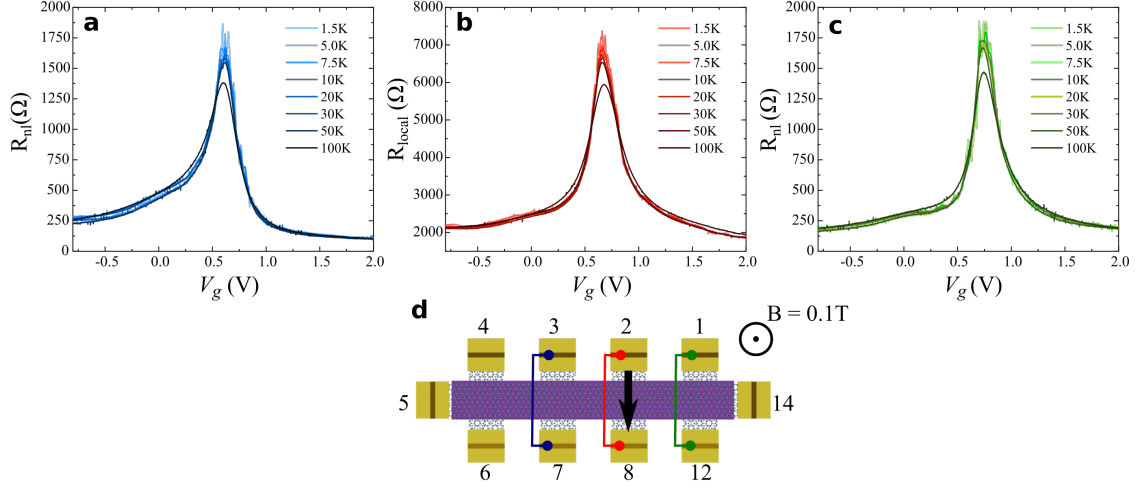 a
2000
1750
1500
1250
1000
750
500
250
0
R_nl(Ω)
1.5K
5.0K
7.5K
10K
20K
30K
50K
100K
-0.5 0.0 0.5 1.0 1.5 2.0
V_g (V)
b
8000
7000
6000
5000
4000
3000
2000
R_local (Ω)
1.5K
5.0K
7.5K
10K
20K
30K
50K
100K
-0.5 0.0 0.5 1.0 1.5 2.0
V_g (V)
c
2000
1750
1500
1250
1000
750
500
250
0
R_nl (Ω)
1.5K
5.0K
7.5K
10K
20K
30K
50K
100K
-0.5 0.0 0.5 1.0 1.5 2.0
V_g (V)
d
B = 0.1T
4 3 2 1
5 14
6 7 8 12